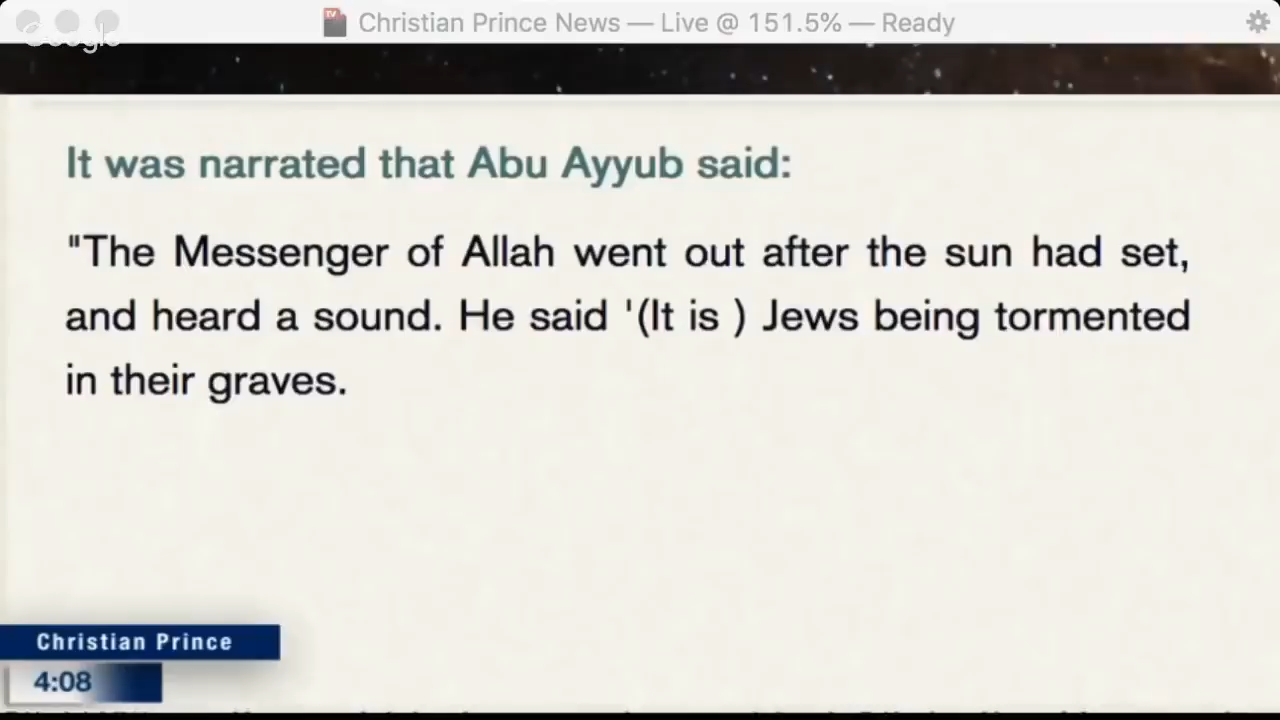 Christian Prince News — Live @ 151.5% — Ready
Google
It was narrated that Abu Ayyub said:
"The Messenger of Allah went out after the sun had set,
and heard a sound. He said '(It is ) Jews being tormented
in their graves.
Christian Prince
4:08